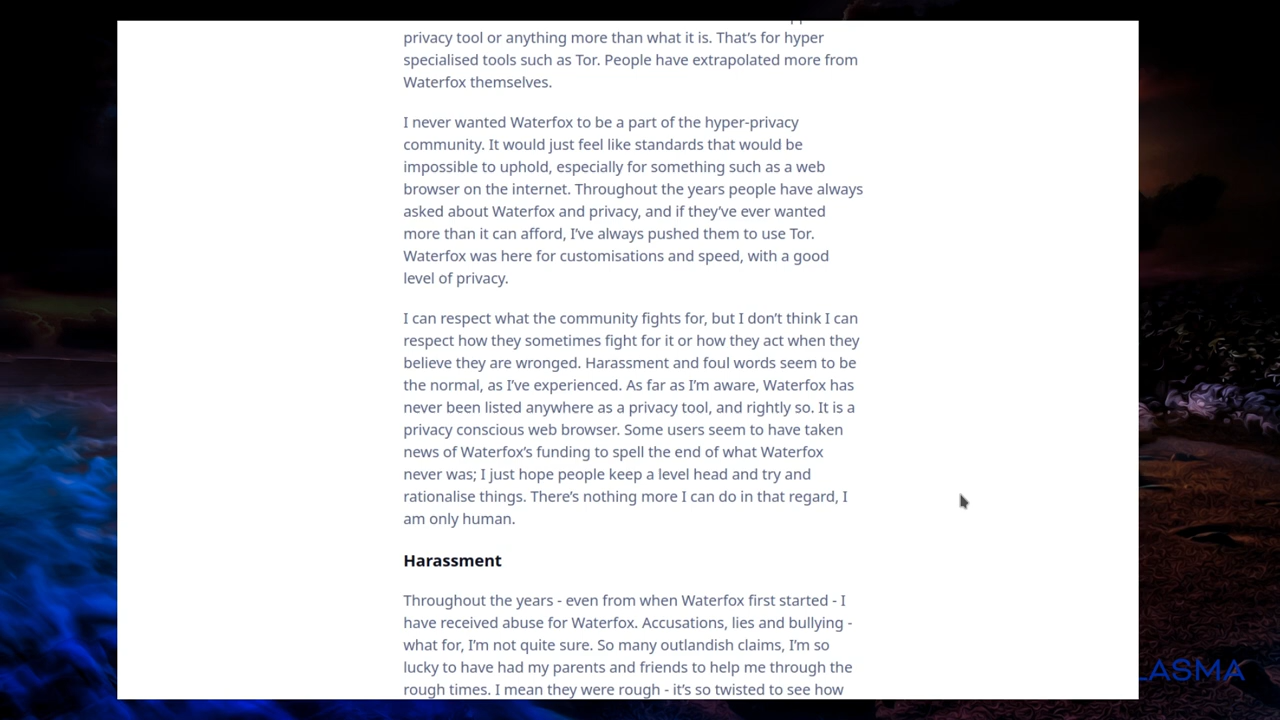 privacy tool or anything more than what it is. That’s for hyper
specialised tools such as Tor. People have extrapolated more from
Waterfox themselves.
I never wanted Waterfox to be a part of the hyper-privacy
community. It would just feel like standards that would be
impossible to uphold, especially for something such as a web
browser on the internet. Throughout the years people have always
asked about Waterfox and privacy, and if they’ve ever wanted
more than it can afford, I’ve always pushed them to use Tor.
Waterfox was here for customisations and speed, with a good
level of privacy.
I can respect what the community fights for, but I don’t think I can
respect how they sometimes fight for it or how they act when they
believe they are wronged. Harassment and foul words seem to be
the normal, as I’ve experienced. As far as I’m aware, Waterfox has
never been listed anywhere as a privacy tool, and rightly so. It is a
privacy conscious web browser. Some users seem to have taken
news of Waterfox’s funding to spell the end of what Waterfox
never was; I just hope people keep a level head and try and
rationalise things. There’s nothing more I can do in that regard, I
am only human.
Harassment
Throughout the years - even from when Waterfox first started - I
have received abuse for Waterfox. Accusations, lies and bullying -
what for, I’m not quite sure. So many outlandish claims, I’m so
lucky to have had my parents and friends to help me through the
rough times. I mean they were rough - it’s so twisted to see how
LASMA